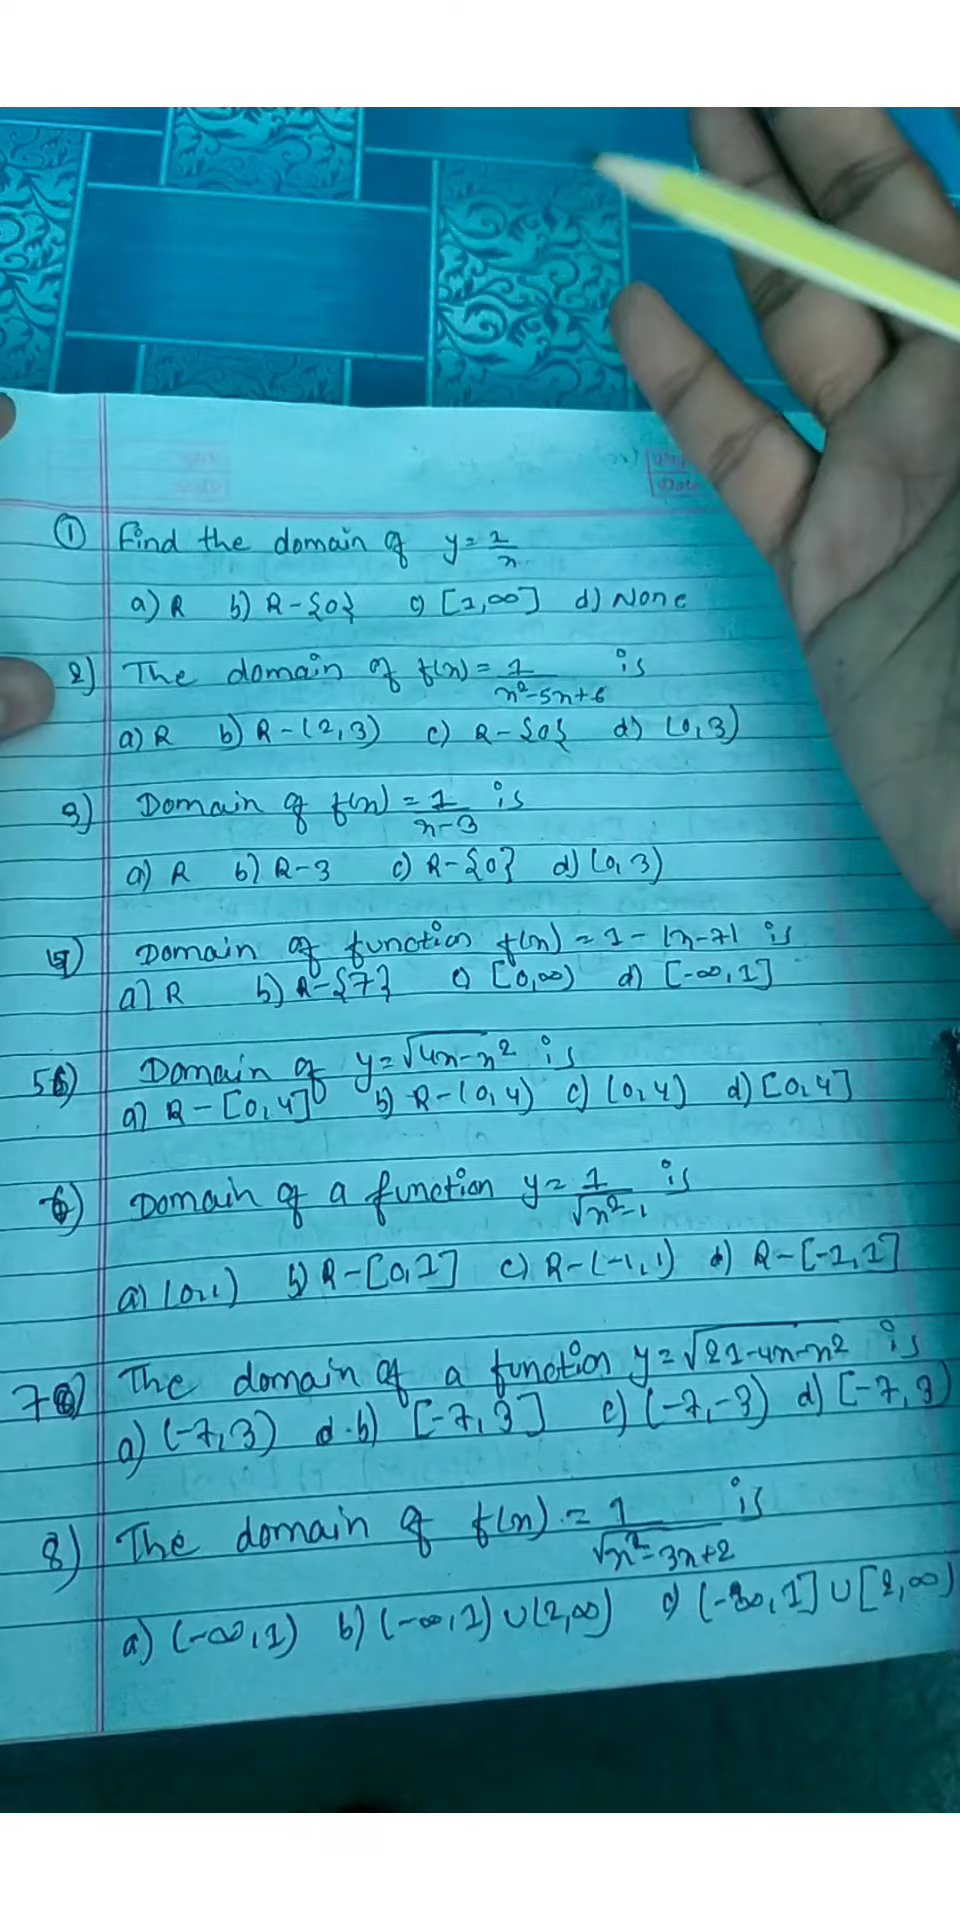 ① Find the domain of y = 1/x
a) R b) R-{0} c) [1,∞] d) None
2) The domain of f(x) = 1/x²-5x+6 is
a) R b) R-(2,3) c) R-{0} d) (0,3)
3) Domain of f(x) = 1/x-3 is
a) R b) R-3 c) R-{0} d) (0,3)
4) Domain of function f(x) = 1-|x-7| is
a) R b) R-{7} c) [0,∞) d) [-∞,1]
5) Domain of y = √4x-x² is
a) R-[0,4] b) R-(0,4) c) (0,4) d) [0,4]
6) Domain of a function y = 1/√x²-1 is
a) (0,1) b) R-[0,1] c) R-(-1,1) d) R-[-1,1]
7) The domain of a function y = √21-4x-x² is
a) (-7,3) b) [-7,3] c) (-7,-3) d) [-7,3)
8) The domain of f(x) = 1/√x²-3x+2 is
a) (-∞,1) b) (-∞,1)∪(2,∞) c) (-∞,1]∪[2,∞)